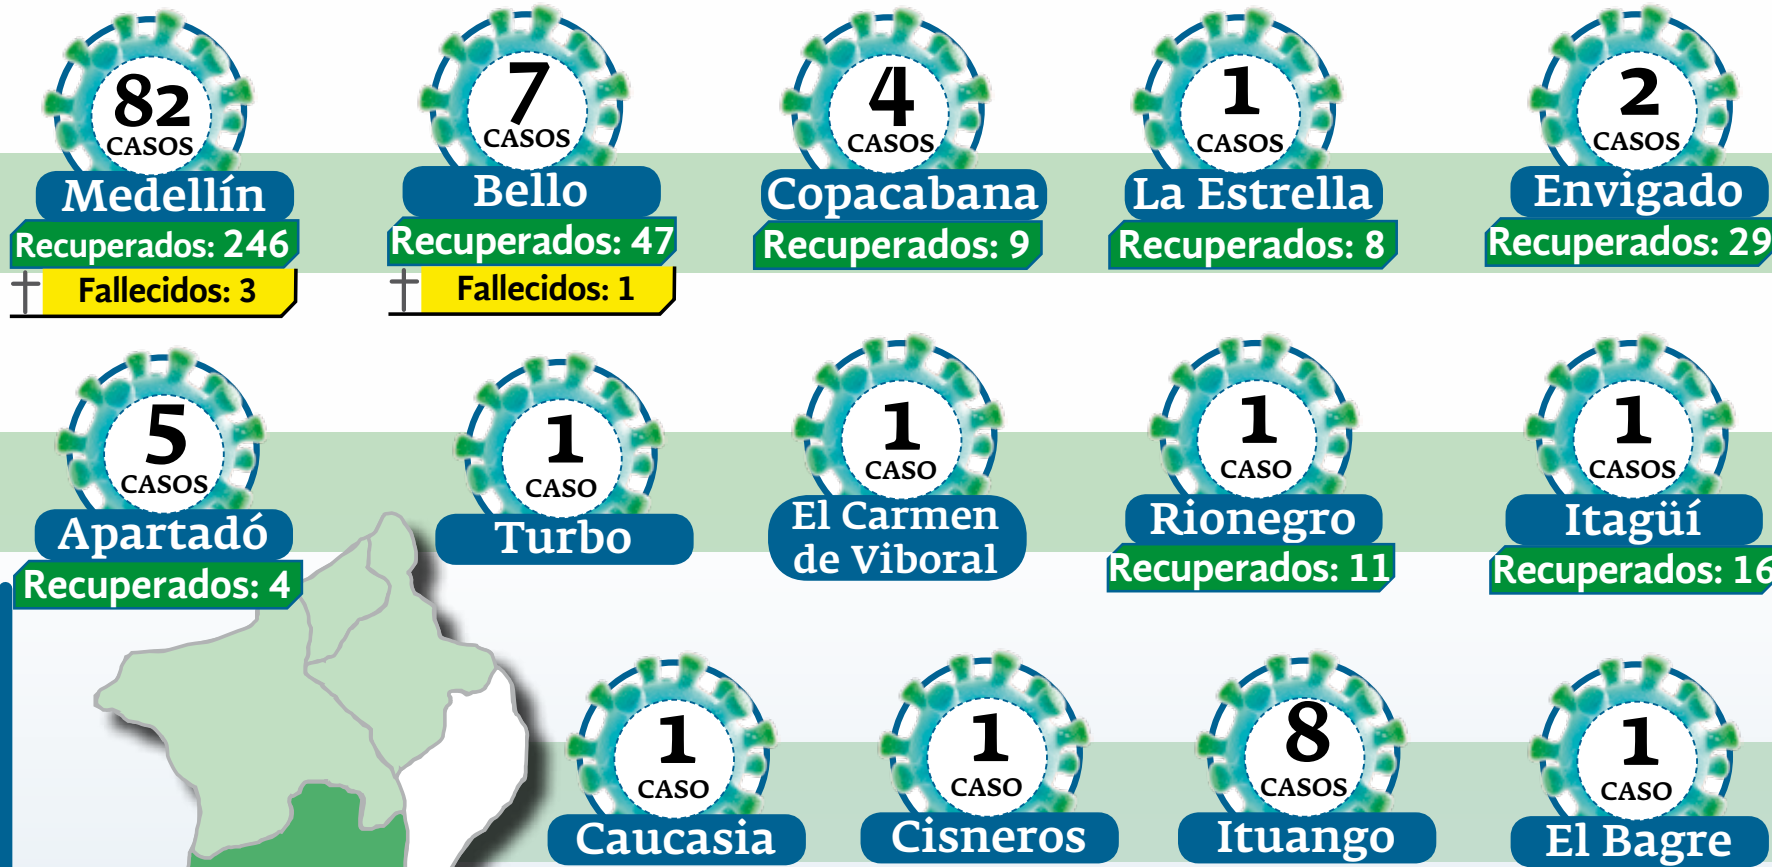 82
CASOS
Medellín
Recuperados: 246
Fallecidos: 3
7
CASOS
Bello
Recuperados: 47
Fallecidos: 1
4
CASOS
Copacabana
Recuperados: 9
1
CASOS
La Estrella
Recuperados: 8
2
CASOS
Envigado
Recuperados: 29
5
CASOS
Apartadó
Recuperados: 4
1
CASO
Turbo
1
CASO
El Carmen
de Viboral
1
CASO
Rionegro
Recuperados: 11
1
CASOS
Itagüí
Recuperados: 16
1
CASO
Caucasia
1
CASO
Cisneros
8
CASOS
Ituango
1
CASO
El Bagre